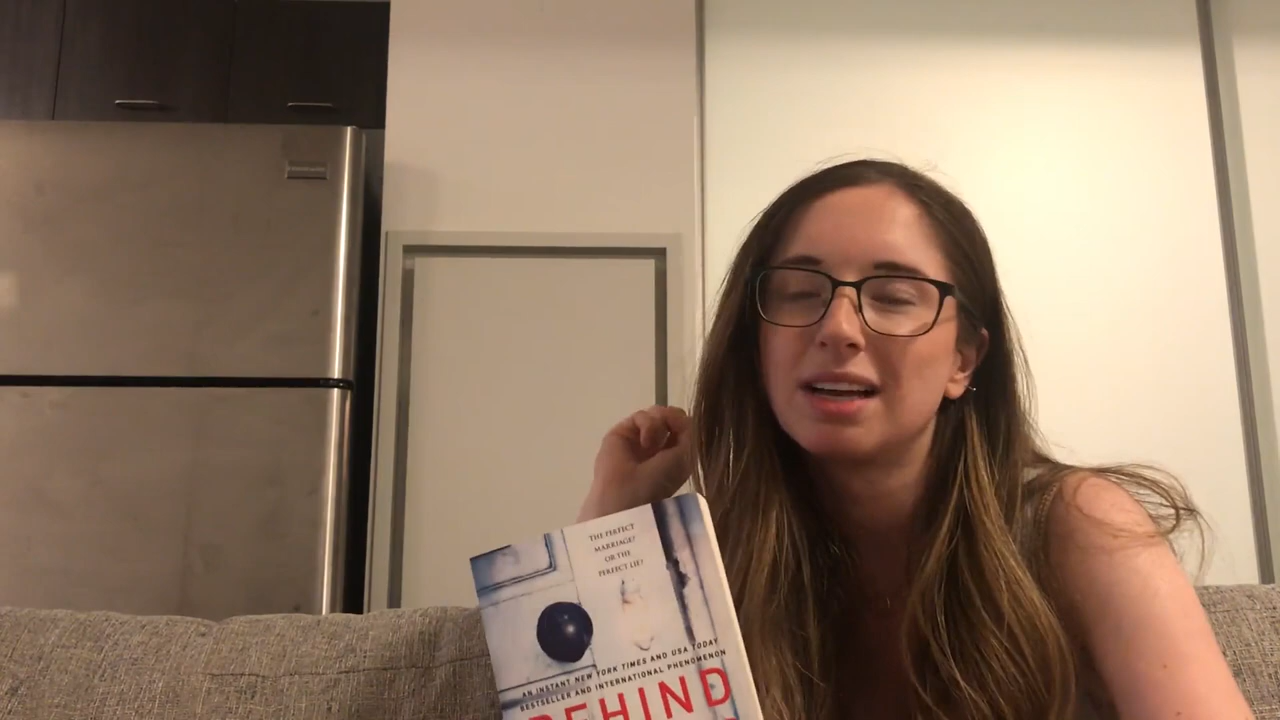 THE PERFECT
MARRIAGE?
OR THE
PERFECT LIE?
AN INSTANT NEW YORK TIMES AND USA TODAY
BESTSELLER AND INTERNATIONAL PHENOMENON
BEHIND